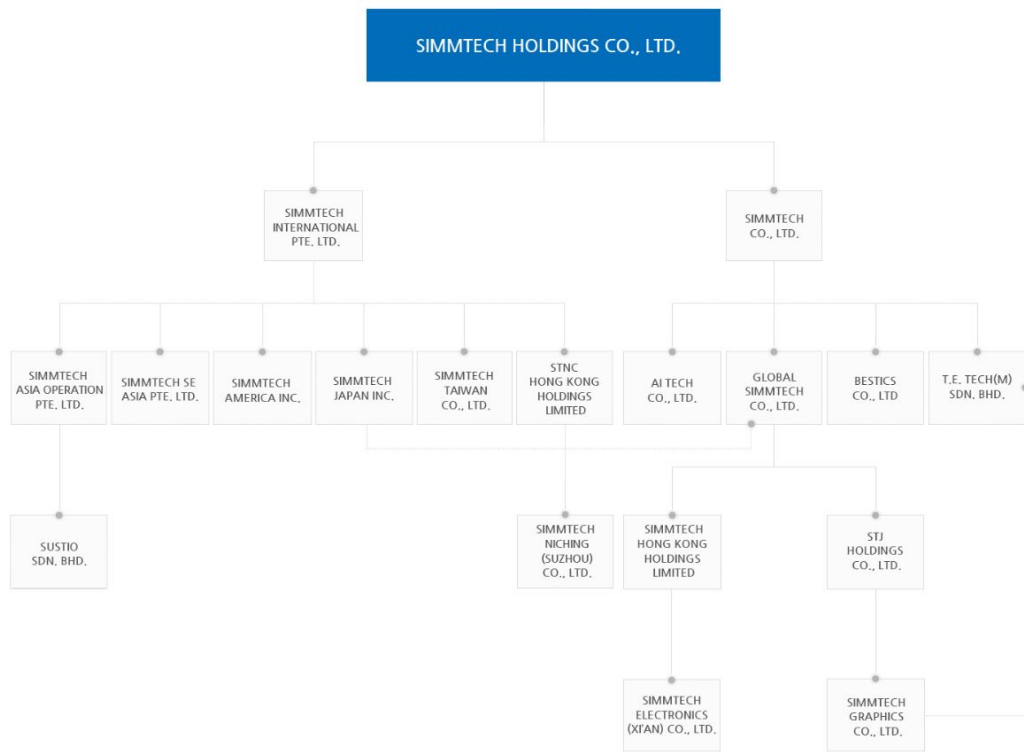 SIMMTECH HOLDINGS CO., LTD.
SIMMTECH
INTERNATIONAL
PTE. LTD.
SIMMTECH
CO., LTD.
SIMMTECH
ASIA OPERATION
PTE. LTD.
SIMMTECH SE
ASIA PTE. LTD.
SIMMTECH
AMERICA INC.
SIMMTECH
JAPAN INC.
SIMMTECH
TAIWAN
CO., LTD.
STNC
HONG KONG
HOLDINGS
LIMITED
AI TECH
CO., LTD.
GLOBAL
SIMMTECH
CO., LTD.
BESTICS
CO., LTD
T.E. TECH(M)
SDN. BHD.
SUSTIO
SDN. BHD.
SIMMTECH
NICHING
(SUZHOU)
CO., LTD.
SIMMTECH
HONG KONG
HOLDINGS
LIMITED
STJ
HOLDINGS
CO., LTD.
SIMMTECH
ELECTRONICS
(XI'AN) CO., LTD.
SIMMTECH
GRAPHICS
CO., LTD.